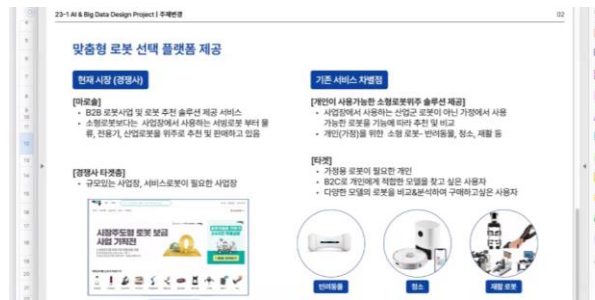 23-1 AI & Big Data Design Project | 주제변경
02
맞춤형 로봇 선택 플랫폼 제공
현재 시장 (경쟁사)
[마로솔]
• B2B 로봇사업 및 로봇 추천 솔루션 제공 서비스
• 소형로봇보다는 사업장에서 사용하는 서빙로봇 부터 물
류, 전용기, 산업로봇을 위주로 추천 및 판매하고 있음
[경쟁사 타겟층]
• 규모있는 사업장, 서비스로봇이 필요한 사업장
시장주도형 로봇 보급
사업 기획전
기존 서비스 차별점
[개인이 사용가능한 소형로봇위주 솔루션 제공]
• 사업장에서 사용하는 산업군 로봇이 아닌 가정에서 사용
가능한 로봇을 기능에 따라 추천 및 비교
• 개인(가정)을 위한 소형 로봇- 반려동물, 청소, 재활 등
[타겟]
• 가정용 로봇이 필요한 개인
• B2C로 개인에게 적합한 모델을 찾고 싶은 사용자
• 다양한 모델의 로봇을 비교&분석하여 구매하고싶은 사용자
반려동물
청소
재활 로봇